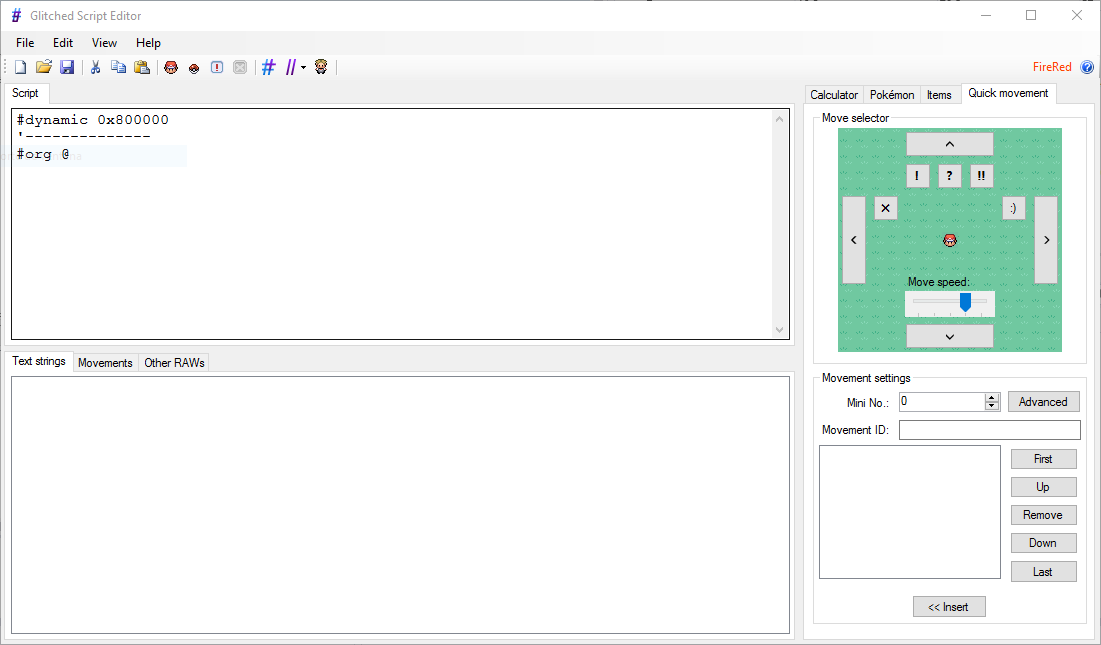 Glitched Script Editor
File Edit View Help
FireRed
Script
#dynamic 0x800000
'--------------
#org @
Text strings Movements Other RAWs
Calculator Pokémon Items Quick movement
Move selector
^
! ? !!
× :)
< >
Move speed:
Movement settings
Mini No.: 0 Advanced
Movement ID:
First
Up
Remove
Down
Last
<< Insert